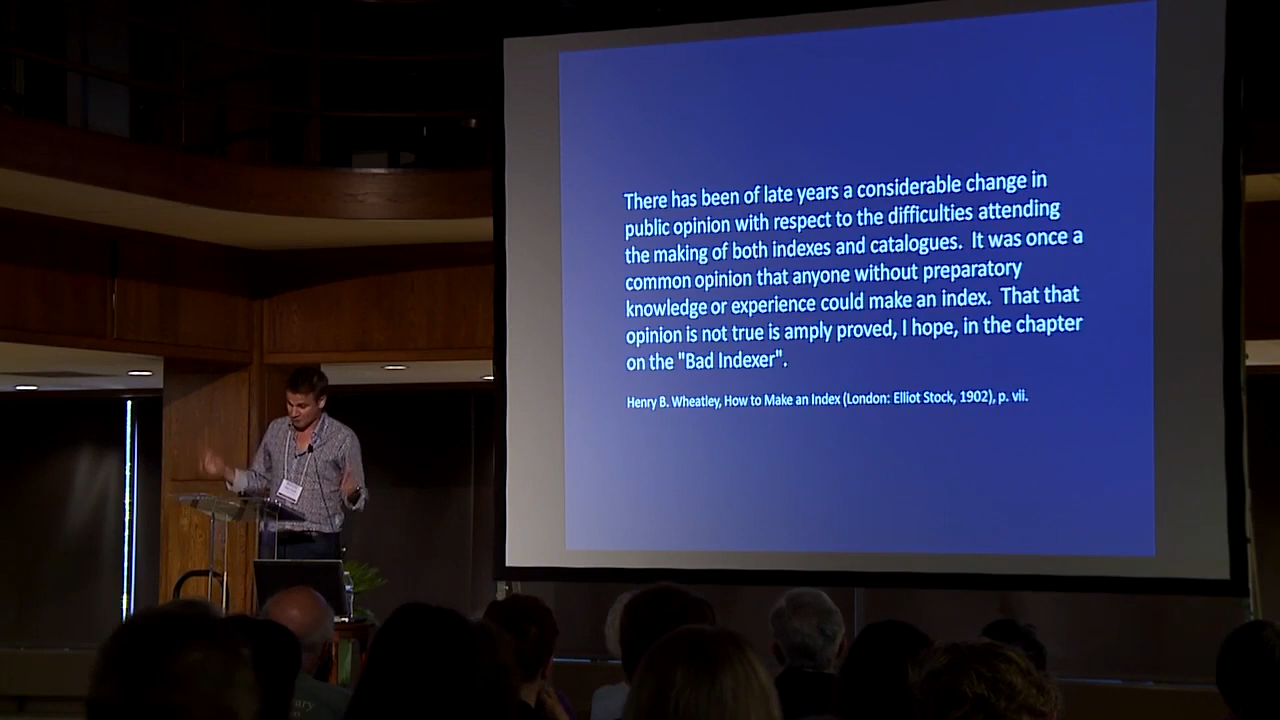 There has been of late years a considerable change in
public opinion with respect to the difficulties attending
the making of both indexes and catalogues.  It was once a
common opinion that anyone without preparatory
knowledge or experience could make an index.  That that
opinion is not true is amply proved, I hope, in the chapter
on the "Bad Indexer".
Henry B. Wheatley, How to Make an Index (London: Elliot Stock, 1902), p. vii.